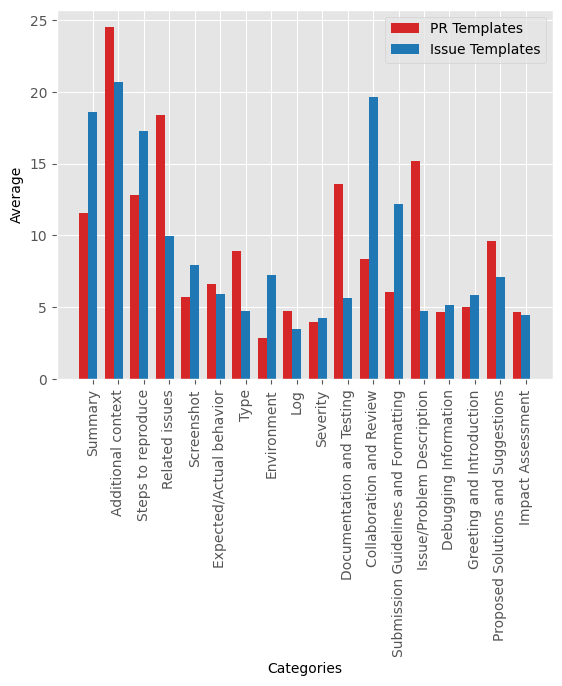 PR Templates
Issue Templates
25
20
15
10
5
0
Average
Summary
Additional context
Steps to reproduce
Related issues
Screenshot
Expected/Actual behavior
Type
Environment
Log
Severity
Documentation and Testing
Collaboration and Review
Submission Guidelines and Formatting
Issue/Problem Description
Debugging Information
Greeting and Introduction
Proposed Solutions and Suggestions
Impact Assessment
Categories